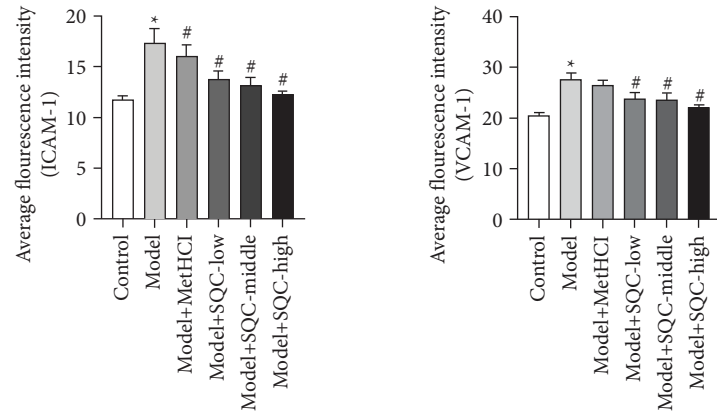 Average flourescence intensity
(ICAM-1)
20
15
10
5
0
*
#
#
#
#
Control
Model
Model+MetHCI
Model+SQC-low
Model+SQC-middle
Model+SQC-high
Average flourescence intensity
(VCAM-1)
40
30
20
10
0
*
#
#
#
Control
Model
Model+MetHCI
Model+SQC-low
Model+SQC-middle
Model+SQC-high